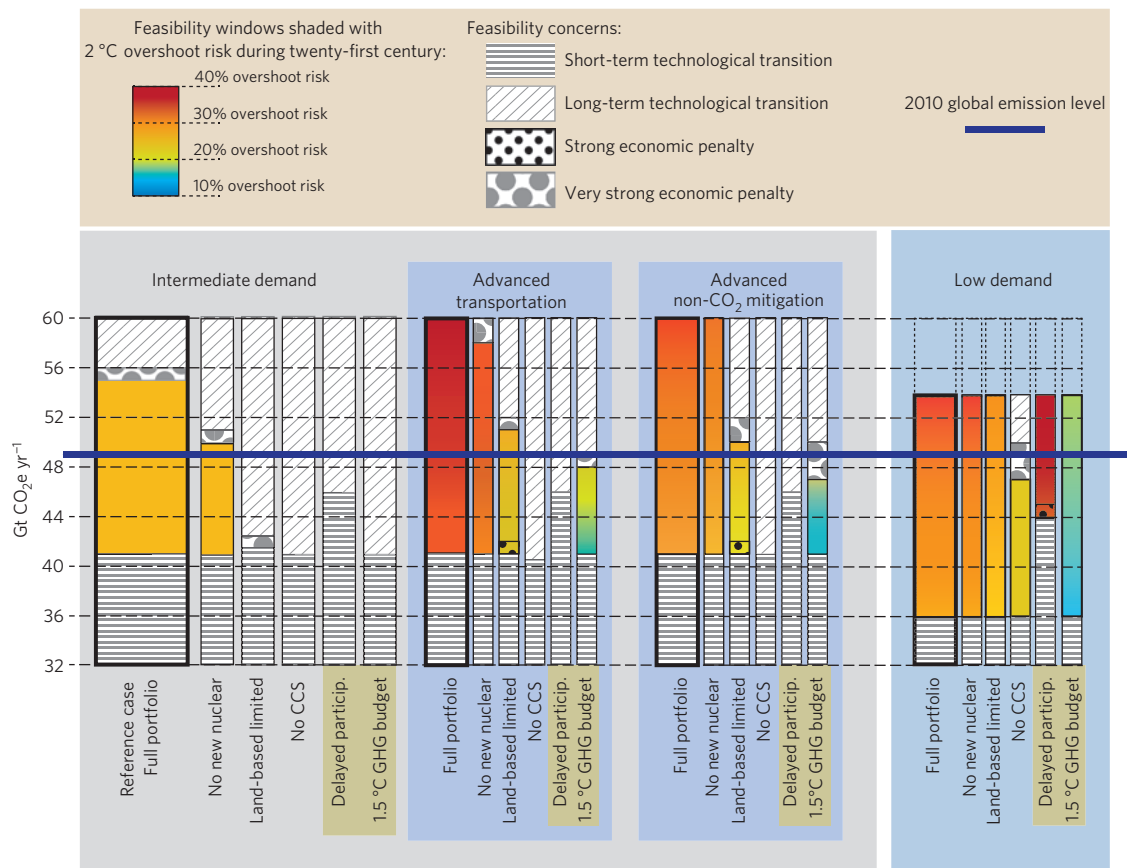 Feasibility windows shaded with
2 °C overshoot risk during twenty-first century:
40% overshoot risk
30% overshoot risk
20% overshoot risk
10% overshoot risk
Feasibility concerns:
Short-term technological transition
Long-term technological transition
Strong economic penalty
Very strong economic penalty
2010 global emission level
Intermediate demand
Advanced
transportation
Advanced
non-CO₂ mitigation
Low demand
Gt CO₂e yr⁻¹
60
56
52
48
44
40
36
32
Reference case
Full portfolio
No new nuclear
Land-based limited
No CCS
Delayed particip.
1.5 °C GHG budget
Full portfolio
No new nuclear
Land-based limited
No CCS
Delayed particip.
1.5 °C GHG budget
Full portfolio
No new nuclear
Land-based limited
No CCS
Delayed particip.
1.5°C GHG budget
Full portfolio
No new nuclear
Land-based limited
No CCS
Delayed particip.
1.5 °C GHG budget